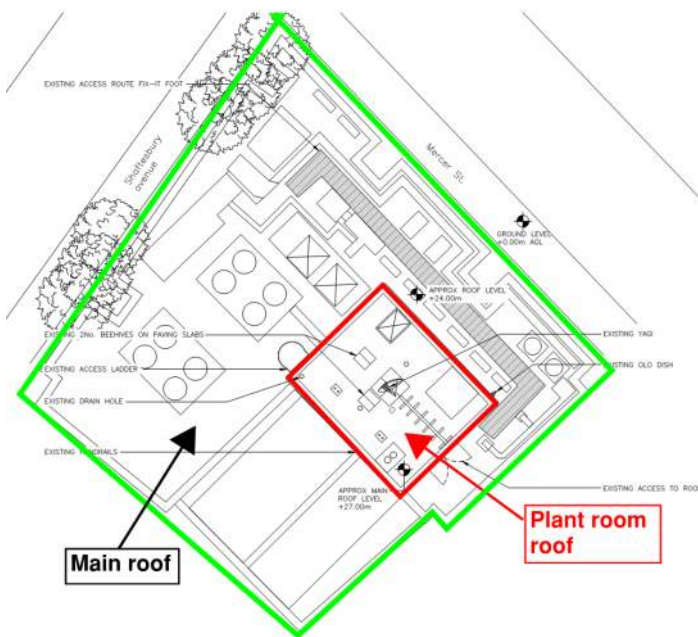 EXISTING ACCESS ROUTE FIX-IT FOOT
Shaftesbury
avenue
Mercer St.
GROUND LEVEL
+0.00m AGL
APPROX ROOF LEVEL
+24.00m
EXISTING 2No. BEEHIVES ON PAVING SLABS
EXISTING YAGI
EXISTING ACCESS LADDER
EXISTING OLO DISH
EXISTING DRAIN HOLE
EXISTING HANDRAILS
APPROX MAIN
ROOF LEVEL
+27.00m
EXISTING ACCESS TO ROO
Main roof
Plant room
roof